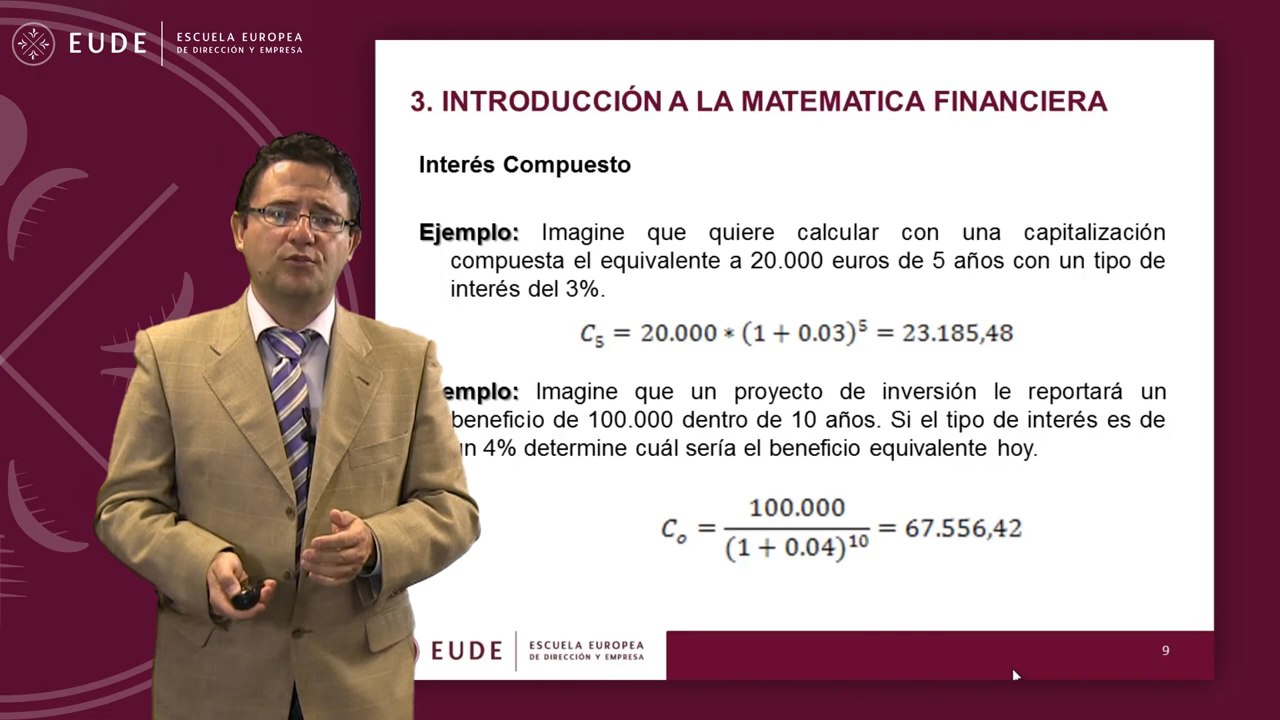 EUDE
ESCUELA EUROPEA
DE DIRECCIÓN Y EMPRESA
3. INTRODUCCIÓN A LA MATEMATICA FINANCIERA
Interés Compuesto
Ejemplo: Imagine que quiere calcular con una capitalización
compuesta el equivalente a 20.000 euros de 5 años con un tipo de
interés del 3%.
C₅ = 20.000 * (1 + 0.03)⁵ = 23.185,48
emplo: Imagine que un proyecto de inversión le reportará un
beneficio de 100.000 dentro de 10 años. Si el tipo de interés es de
un 4% determine cuál sería el beneficio equivalente hoy.
Cₒ = 100.000 / (1 + 0.04)¹⁰ = 67.556,42
EUDE
ESCUELA EUROPEA
DE DIRECCIÓN Y EMPRESA
9